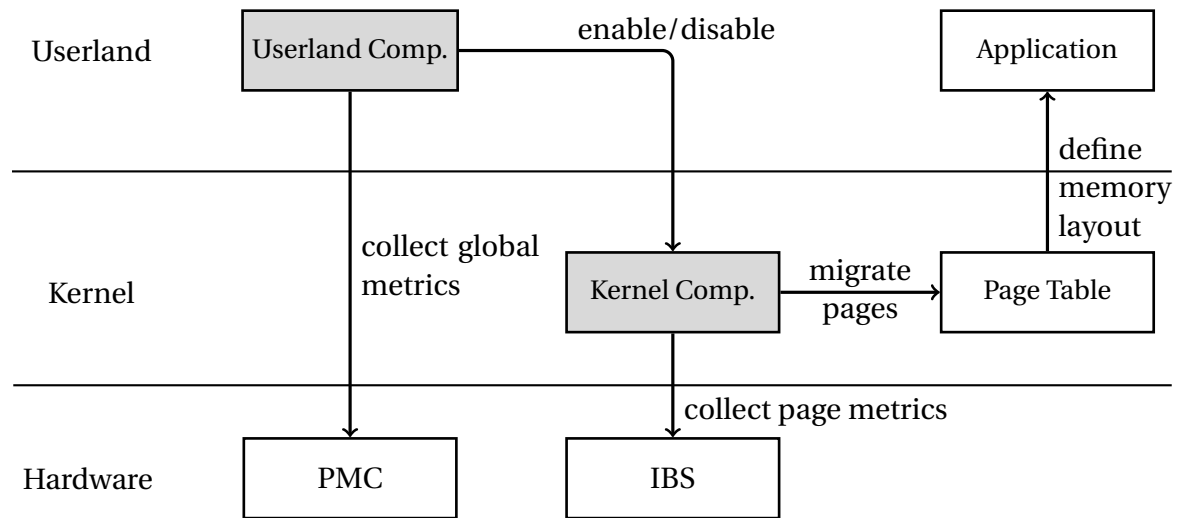 enable/disable
Userland
Userland Comp.
Application
define
memory
layout
collect global
metrics
Kernel
Kernel Comp.
migrate
pages
Page Table
collect page metrics
Hardware
PMC
IBS